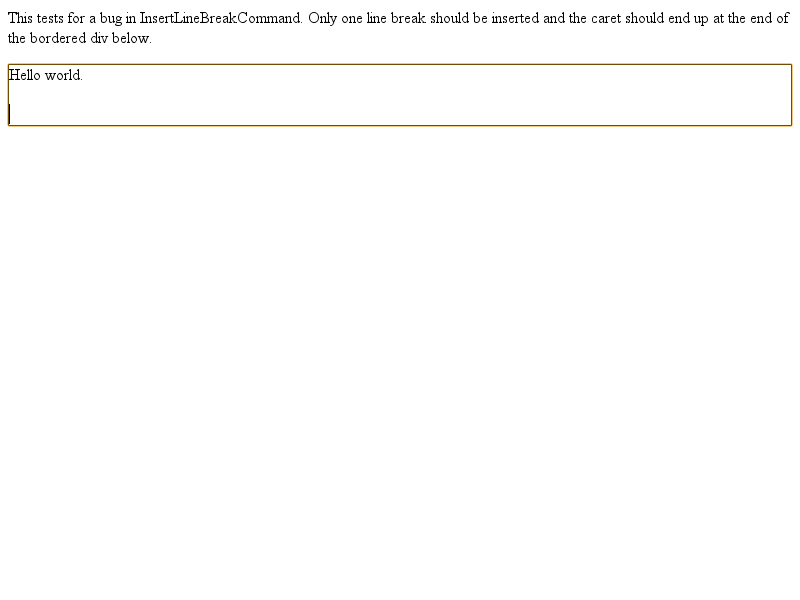 This tests for a bug in InsertLineBreakCommand. Only one line break should be inserted and the caret should end up at the end of
the bordered div below.
Hello world.